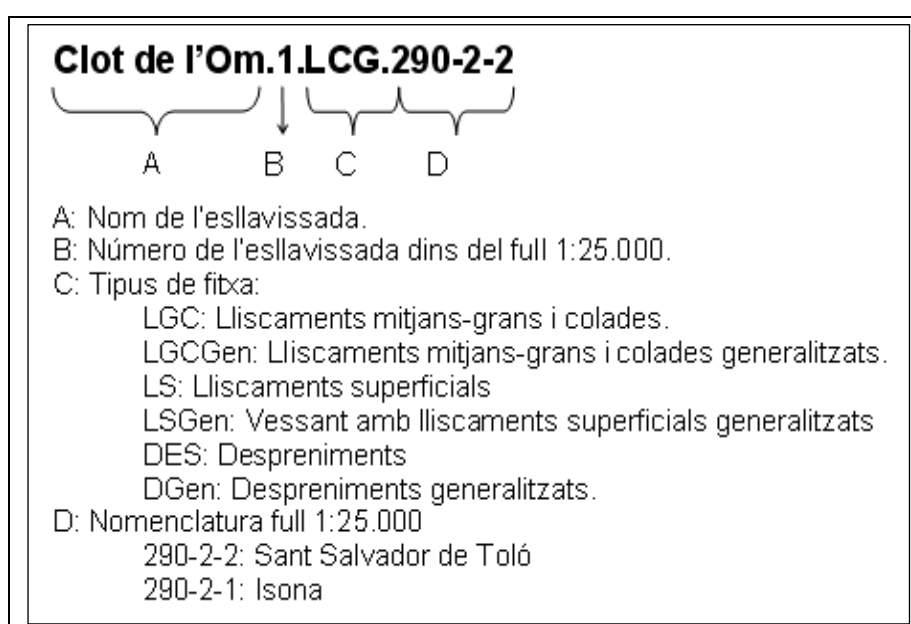 Clot de l'Om.1.LCG.290-2-2
A B C D
A: Nom de l'esllavissada.
B: Número de l'esllavissada dins del full 1:25.000.
C: Tipus de fitxa:
LGC: Lliscaments mitjans-grans i colades.
LGCGen: Lliscaments mitjans-grans i colades generalitzats.
LS: Lliscaments superficials
LSGen: Vessant amb lliscaments superficials generalitzats
DES: Despreniments
DGen: Despreniments generalitzats.
D: Nomenclatura full 1:25.000
290-2-2: Sant Salvador de Toló
290-2-1: Isona